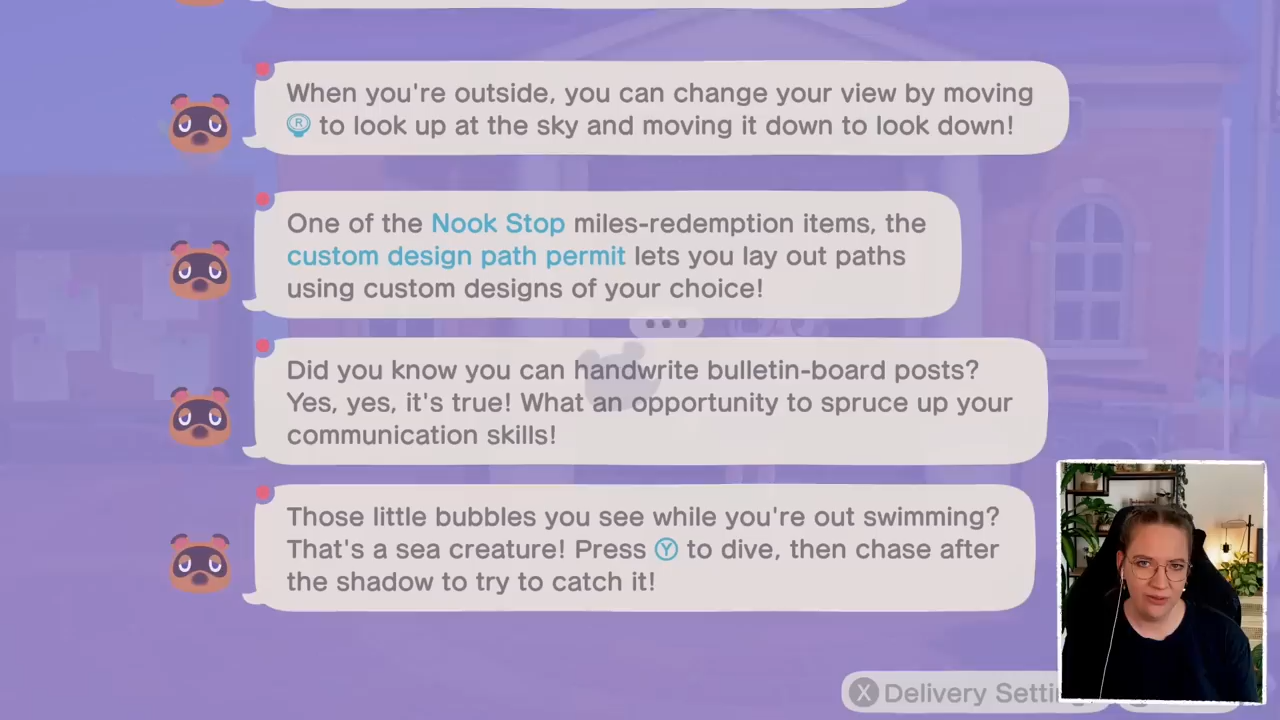 When you're outside, you can change your view by moving
R to look up at the sky and moving it down to look down!
One of the Nook Stop miles-redemption items, the
custom design path permit lets you lay out paths
using custom designs of your choice!
Did you know you can handwrite bulletin-board posts?
Yes, yes, it's true! What an opportunity to spruce up your
communication skills!
Those little bubbles you see while you're out swimming?
That's a sea creature! Press Y to dive, then chase after
the shadow to try to catch it!
X Delivery